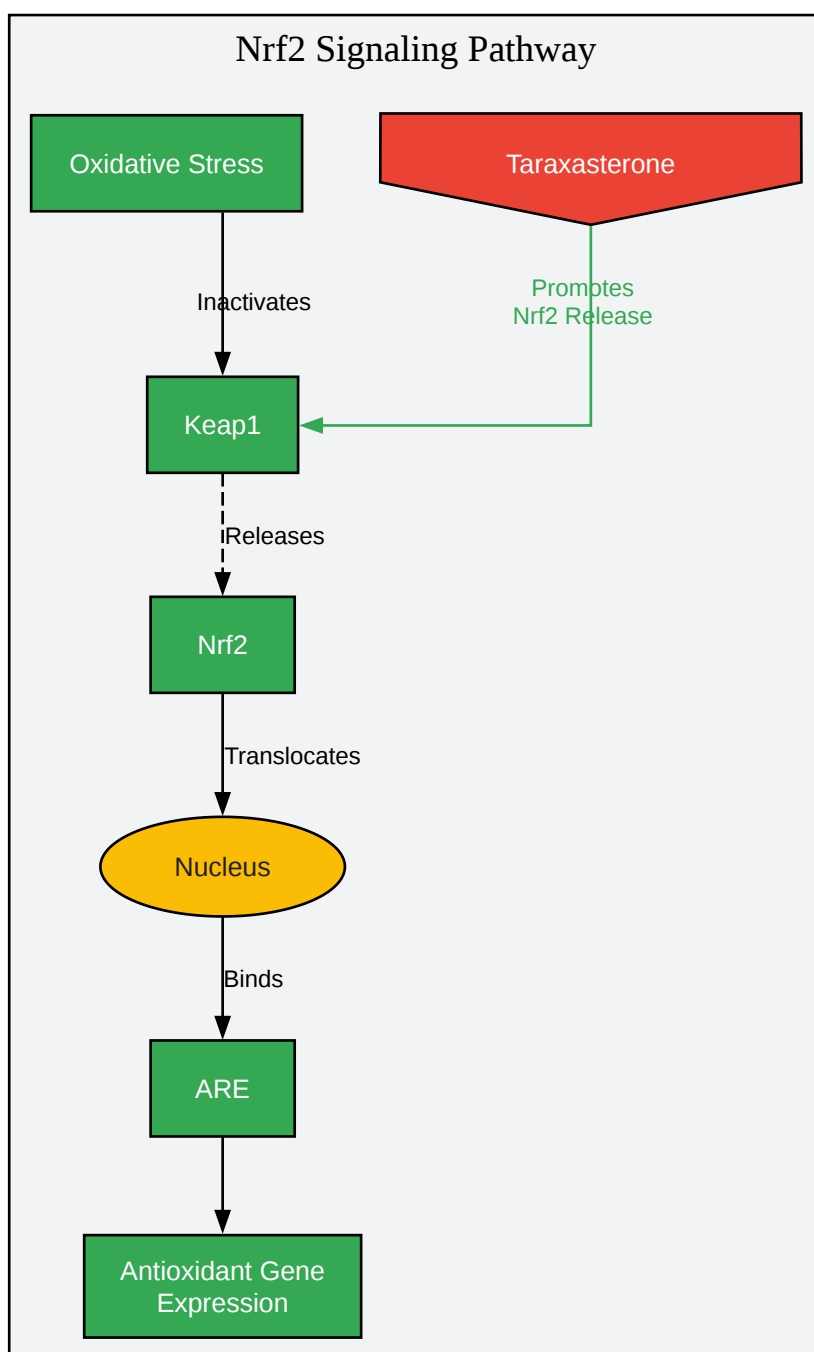 Nrf2 Signaling Pathway
Oxidative Stress
Taraxasterone
Inactivates
Promotes
Nrf2 Release
Keap1
Releases
Nrf2
Translocates
Nucleus
Binds
ARE
Antioxidant Gene
Expression